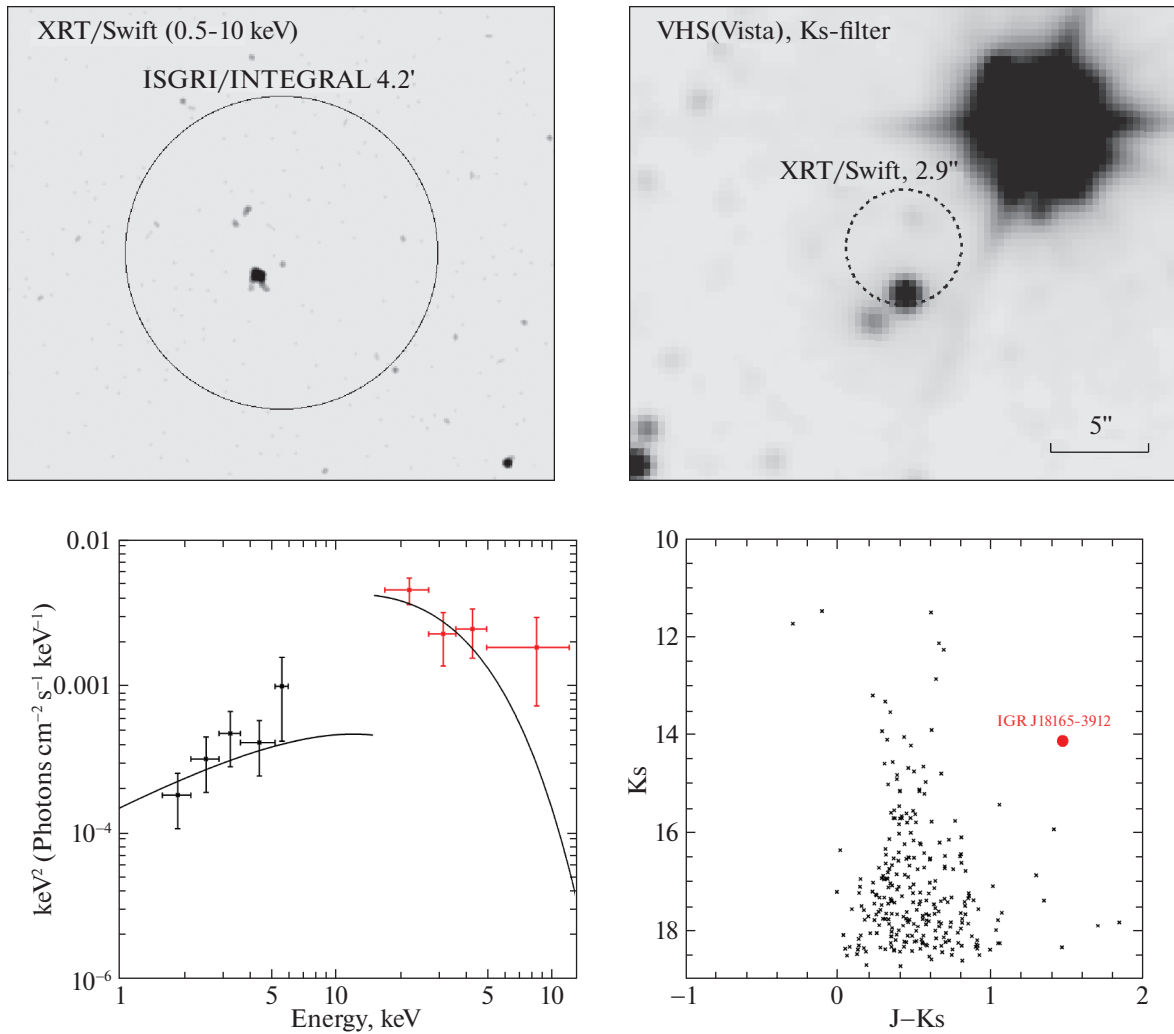 XRT/Swift (0.5-10 keV)
ISGRI/INTEGRAL 4.2'
VHS(Vista), Ks-filter
XRT/Swift, 2.9"
5"
0.01
0.001
10⁻⁴
10⁻⁶
keV² (Photons cm⁻² s⁻¹ keV⁻¹)
1 5 10 5 10
Energy, keV
10
12
14
16
18
Ks
IGR J18165-3912
−1 0 1 2
J−Ks